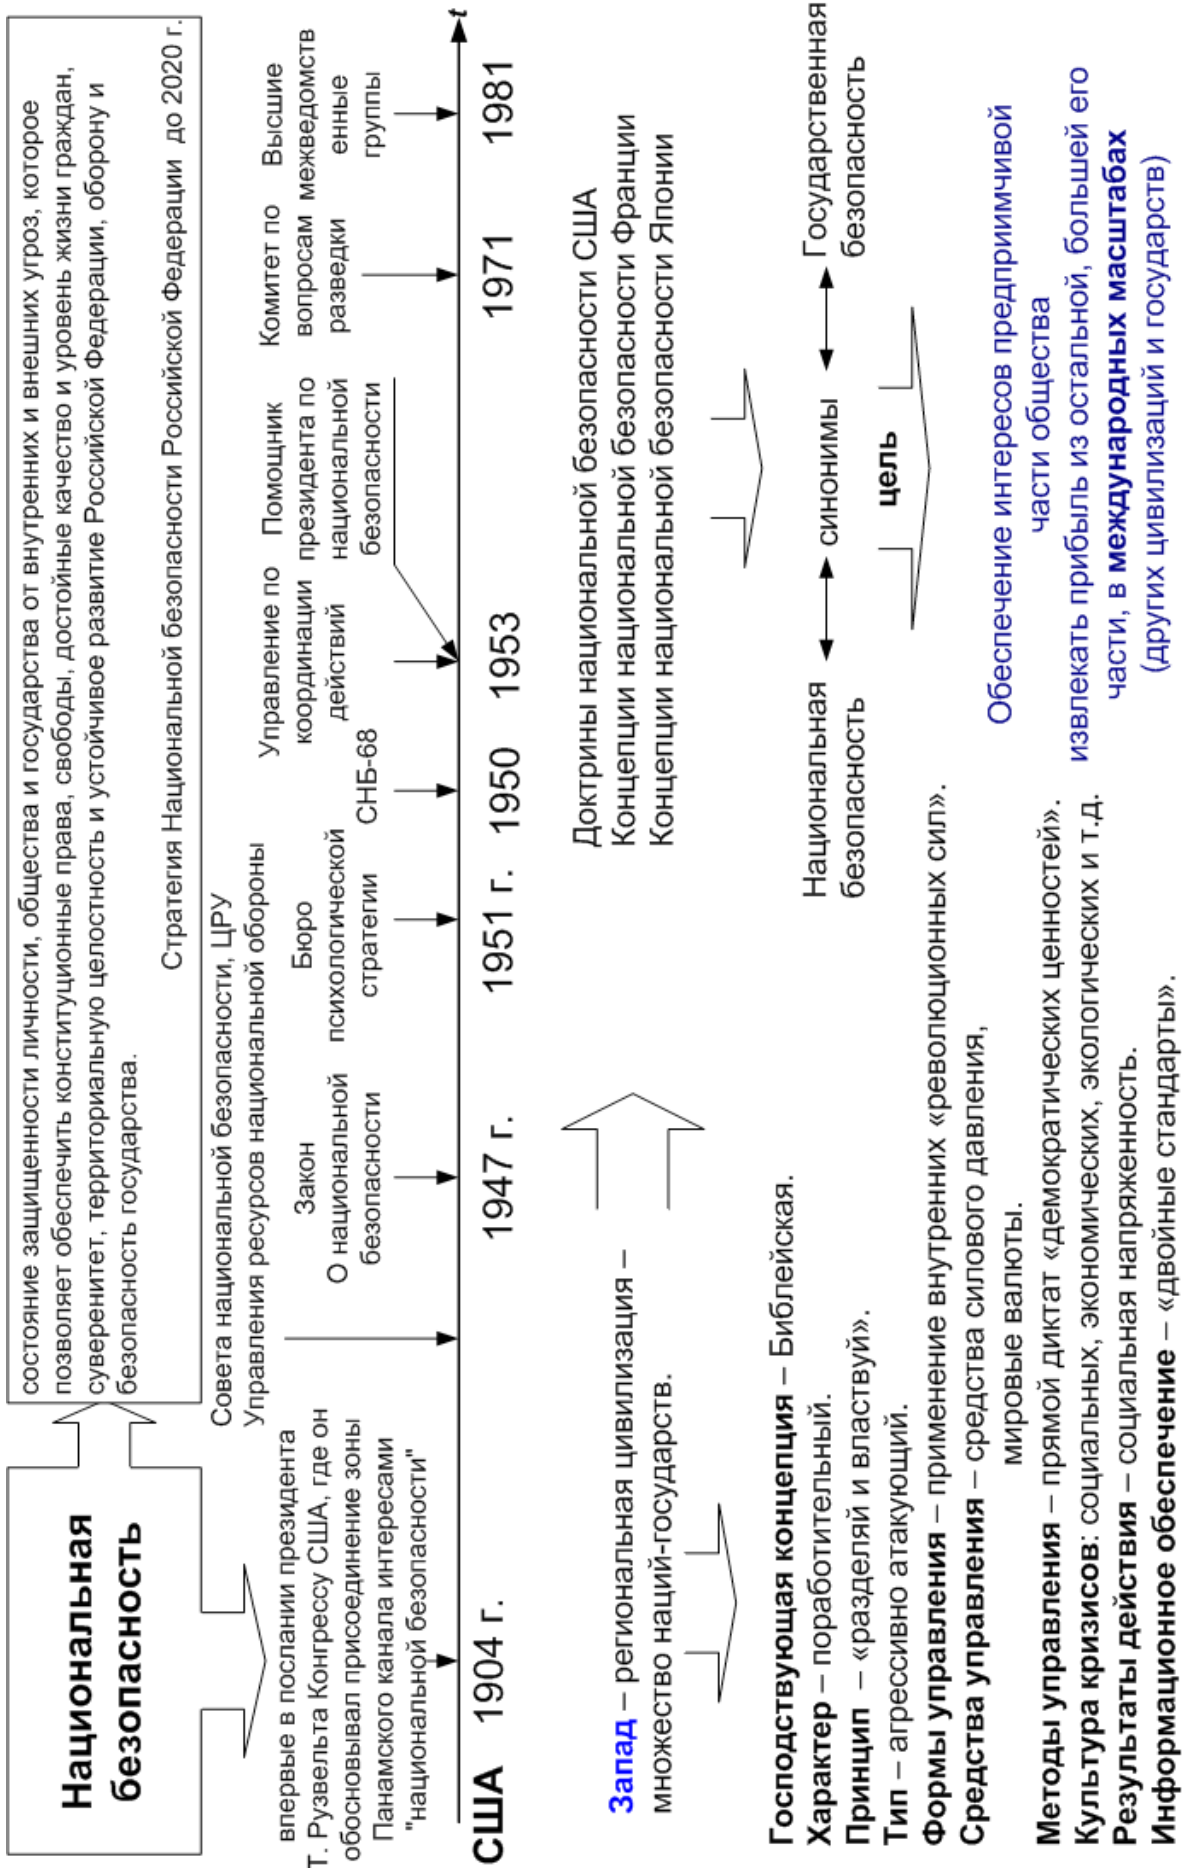 Национальная
безопасность
состояние защищенности личности, общества и государства от внутренних и внешних угроз, которое
позволяет обеспечить конституционные права, свободы, достойные качество и уровень жизни граждан,
суверенитет, территориальную целостность и устойчивое развитие Российской Федерации, оборону и
безопасность государства.
Стратегия Национальной безопасности Российской Федерации до 2020 г.
впервые в послании президента
Т. Рузвельта Конгрессу США, где он
обосновывал присоединение зоны
Панамского канала интересами
"национальной безопасности"
Совета национальной безопасности, ЦРУ
Управления ресурсов национальной обороны
Закон
О национальной
безопасности
Бюро
психологической
стратегии
СНБ-68
Управление по
координации
действий
Помощник
президента по
национальной
безопасности
Комитет по
вопросам
разведки
Высшие
межведомств
енные
группы
t
США
1904 г.
1947 г.
1951 г.
1950
1953
1971
1981
Запад – региональная цивилизация –
множество наций-государств.
Доктрины национальной безопасности США
Концепции национальной безопасности Франции
Концепции национальной безопасности Японии
Господствующая концепция – Библейская.
Характер – поработительный.
Принцип – «разделяй и властвуй».
Тип – агрессивно атакующий.
Формы управления – применение внутренних «революционных сил».
Средства управления – средства силового давления,
мировые валюты.
Методы управления – прямой диктат «демократических ценностей».
Культура кризисов: социальных, экономических, экологических и т.д.
Результаты действия – социальная напряженность.
Информационное обеспечение – «двойные стандарты».
Национальная
безопасность
синонимы
Государственная
безопасность
цель
Обеспечение интересов предпримчивой
части общества
извлекать прибыль из остальной, большей его
части, в международных масштабах
(других цивилизаций и государств)